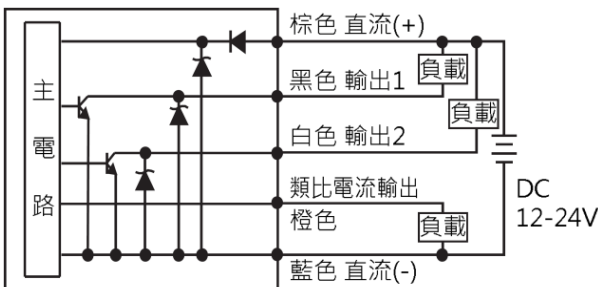 棕色 直流(+)
主電路
黑色 輸出1
負載
白色 輸出2
負載
類比電流輸出
橙色
負載
藍色 直流(-)
DC
12-24V